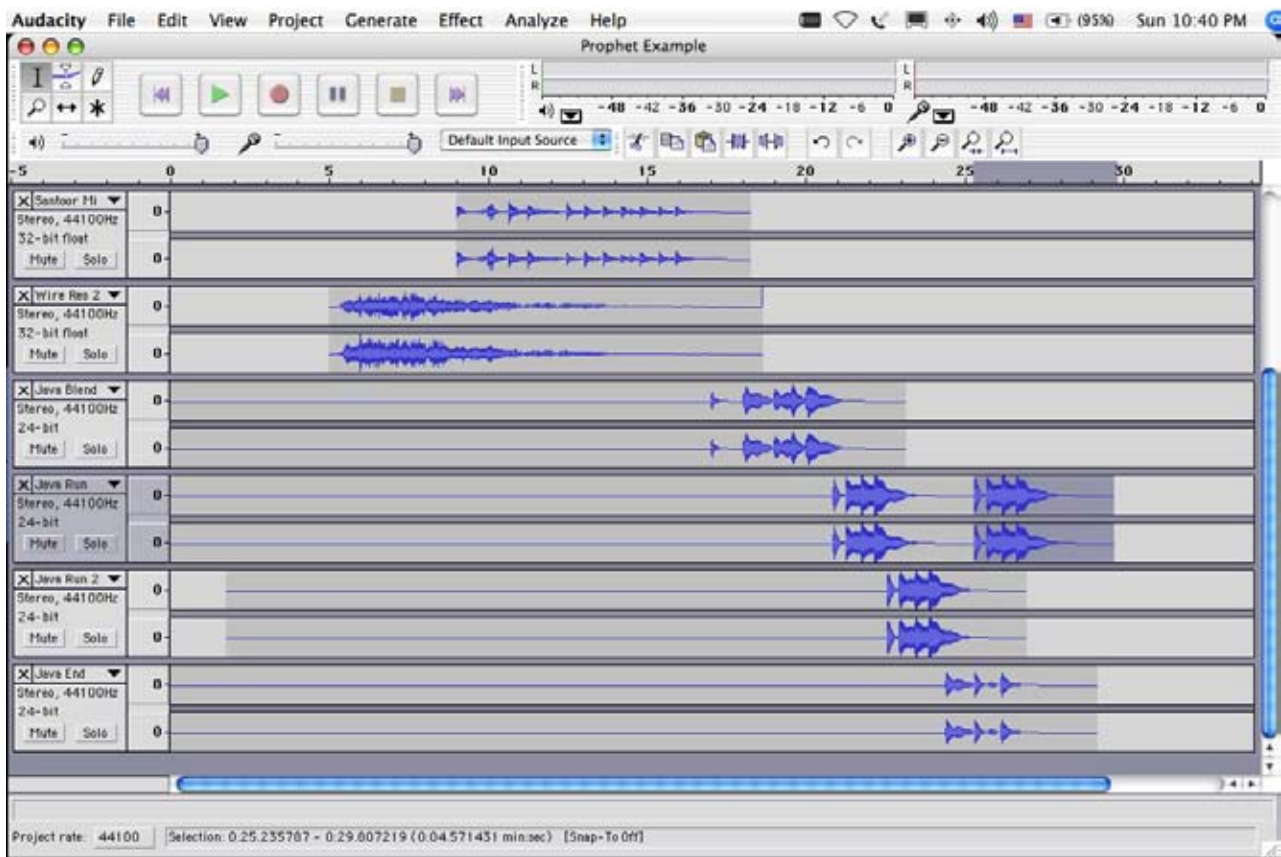 Audacity File Edit View Project Generate Effect Analyze Help (95%) Sun 10:40 PM
Prophet Example
L
R
-48 -42 -36 -30 -24 -18 -12 -6 0
L
R
-48 -42 -36 -30 -24 -18 -12 -6 0
Default Input Source
-5 0 5 10 15 20 25 30
Santoor Mi
Stereo, 44100Hz
32-bit float
Mute Solo
0
0
Wire Res 2
Stereo, 44100Hz
32-bit float
Mute Solo
0
0
Java Blend
Stereo, 44100Hz
24-bit
Mute Solo
0
0
Java Run
Stereo, 44100Hz
24-bit
Mute Solo
0
0
Java Run 2
Stereo, 44100Hz
24-bit
Mute Solo
0
0
Java End
Stereo, 44100Hz
24-bit
Mute Solo
0
0
Project rate: 44100 Selection: 0:25.235787 - 0:29.807219 (0:04.571431 min:sec) [Snap-To Off]